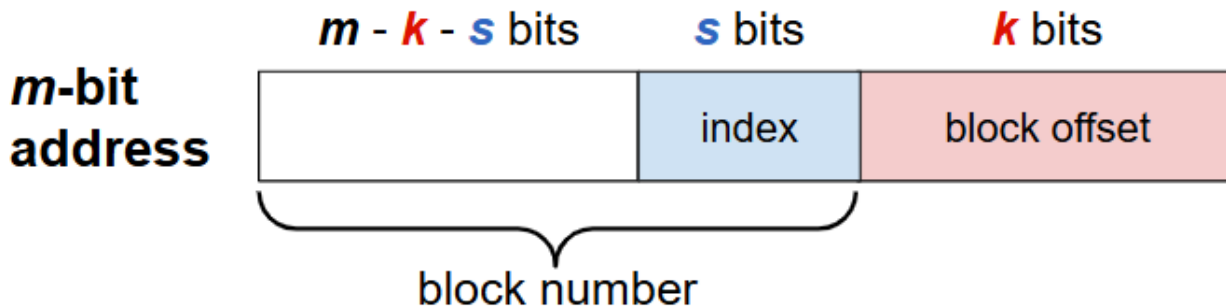 m - k - s bits s bits k bits
m-bit
address
index block offset
block number